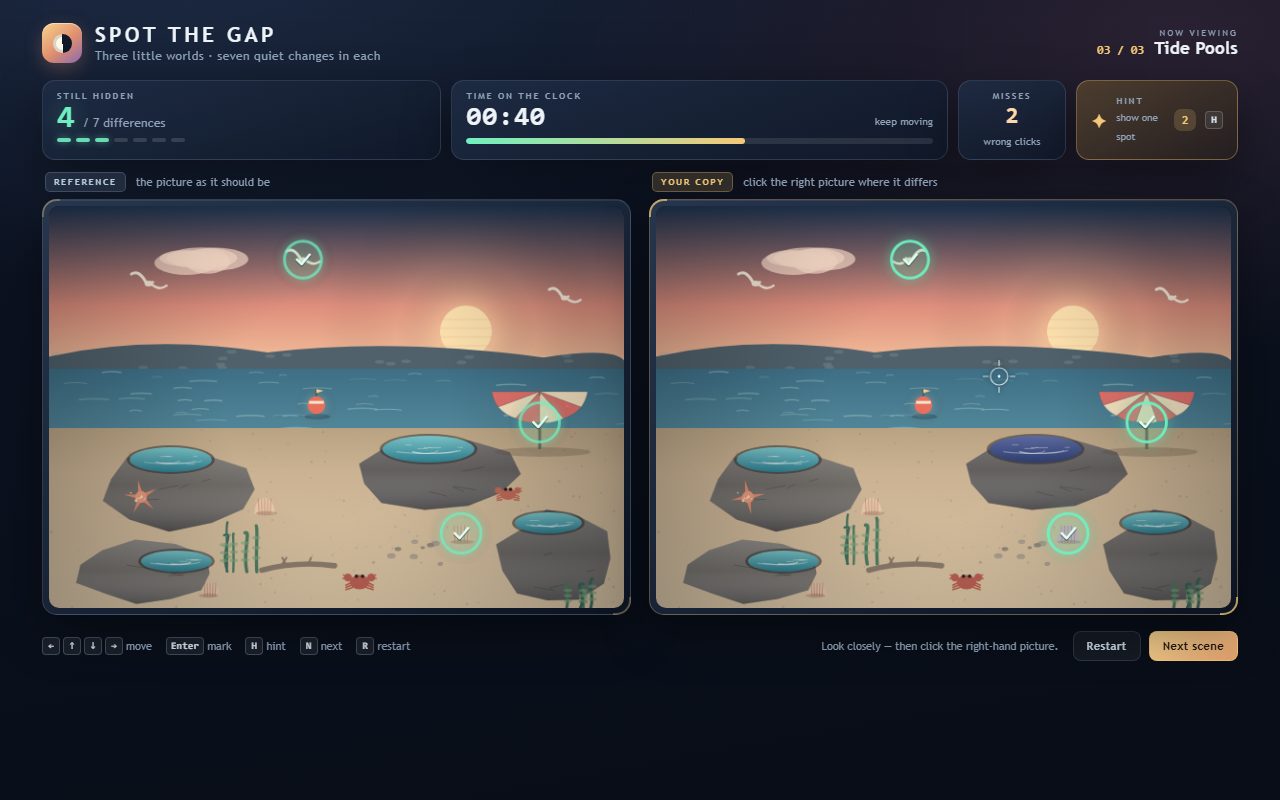 SPOT THE GAP
Three little worlds · seven quiet changes in each
NOW VIEWING
03 / 03 Tide Pools
STILL HIDDEN
4 / 7 differences
TIME ON THE CLOCK
00:40
keep moving
MISSES
2
wrong clicks
HINT
show one spot
2
H
REFERENCE the picture as it should be
YOUR COPY click the right picture where it differs
← ↑ ↓ → move Enter mark H hint N next R restart
Look closely — then click the right-hand picture.
Restart
Next scene